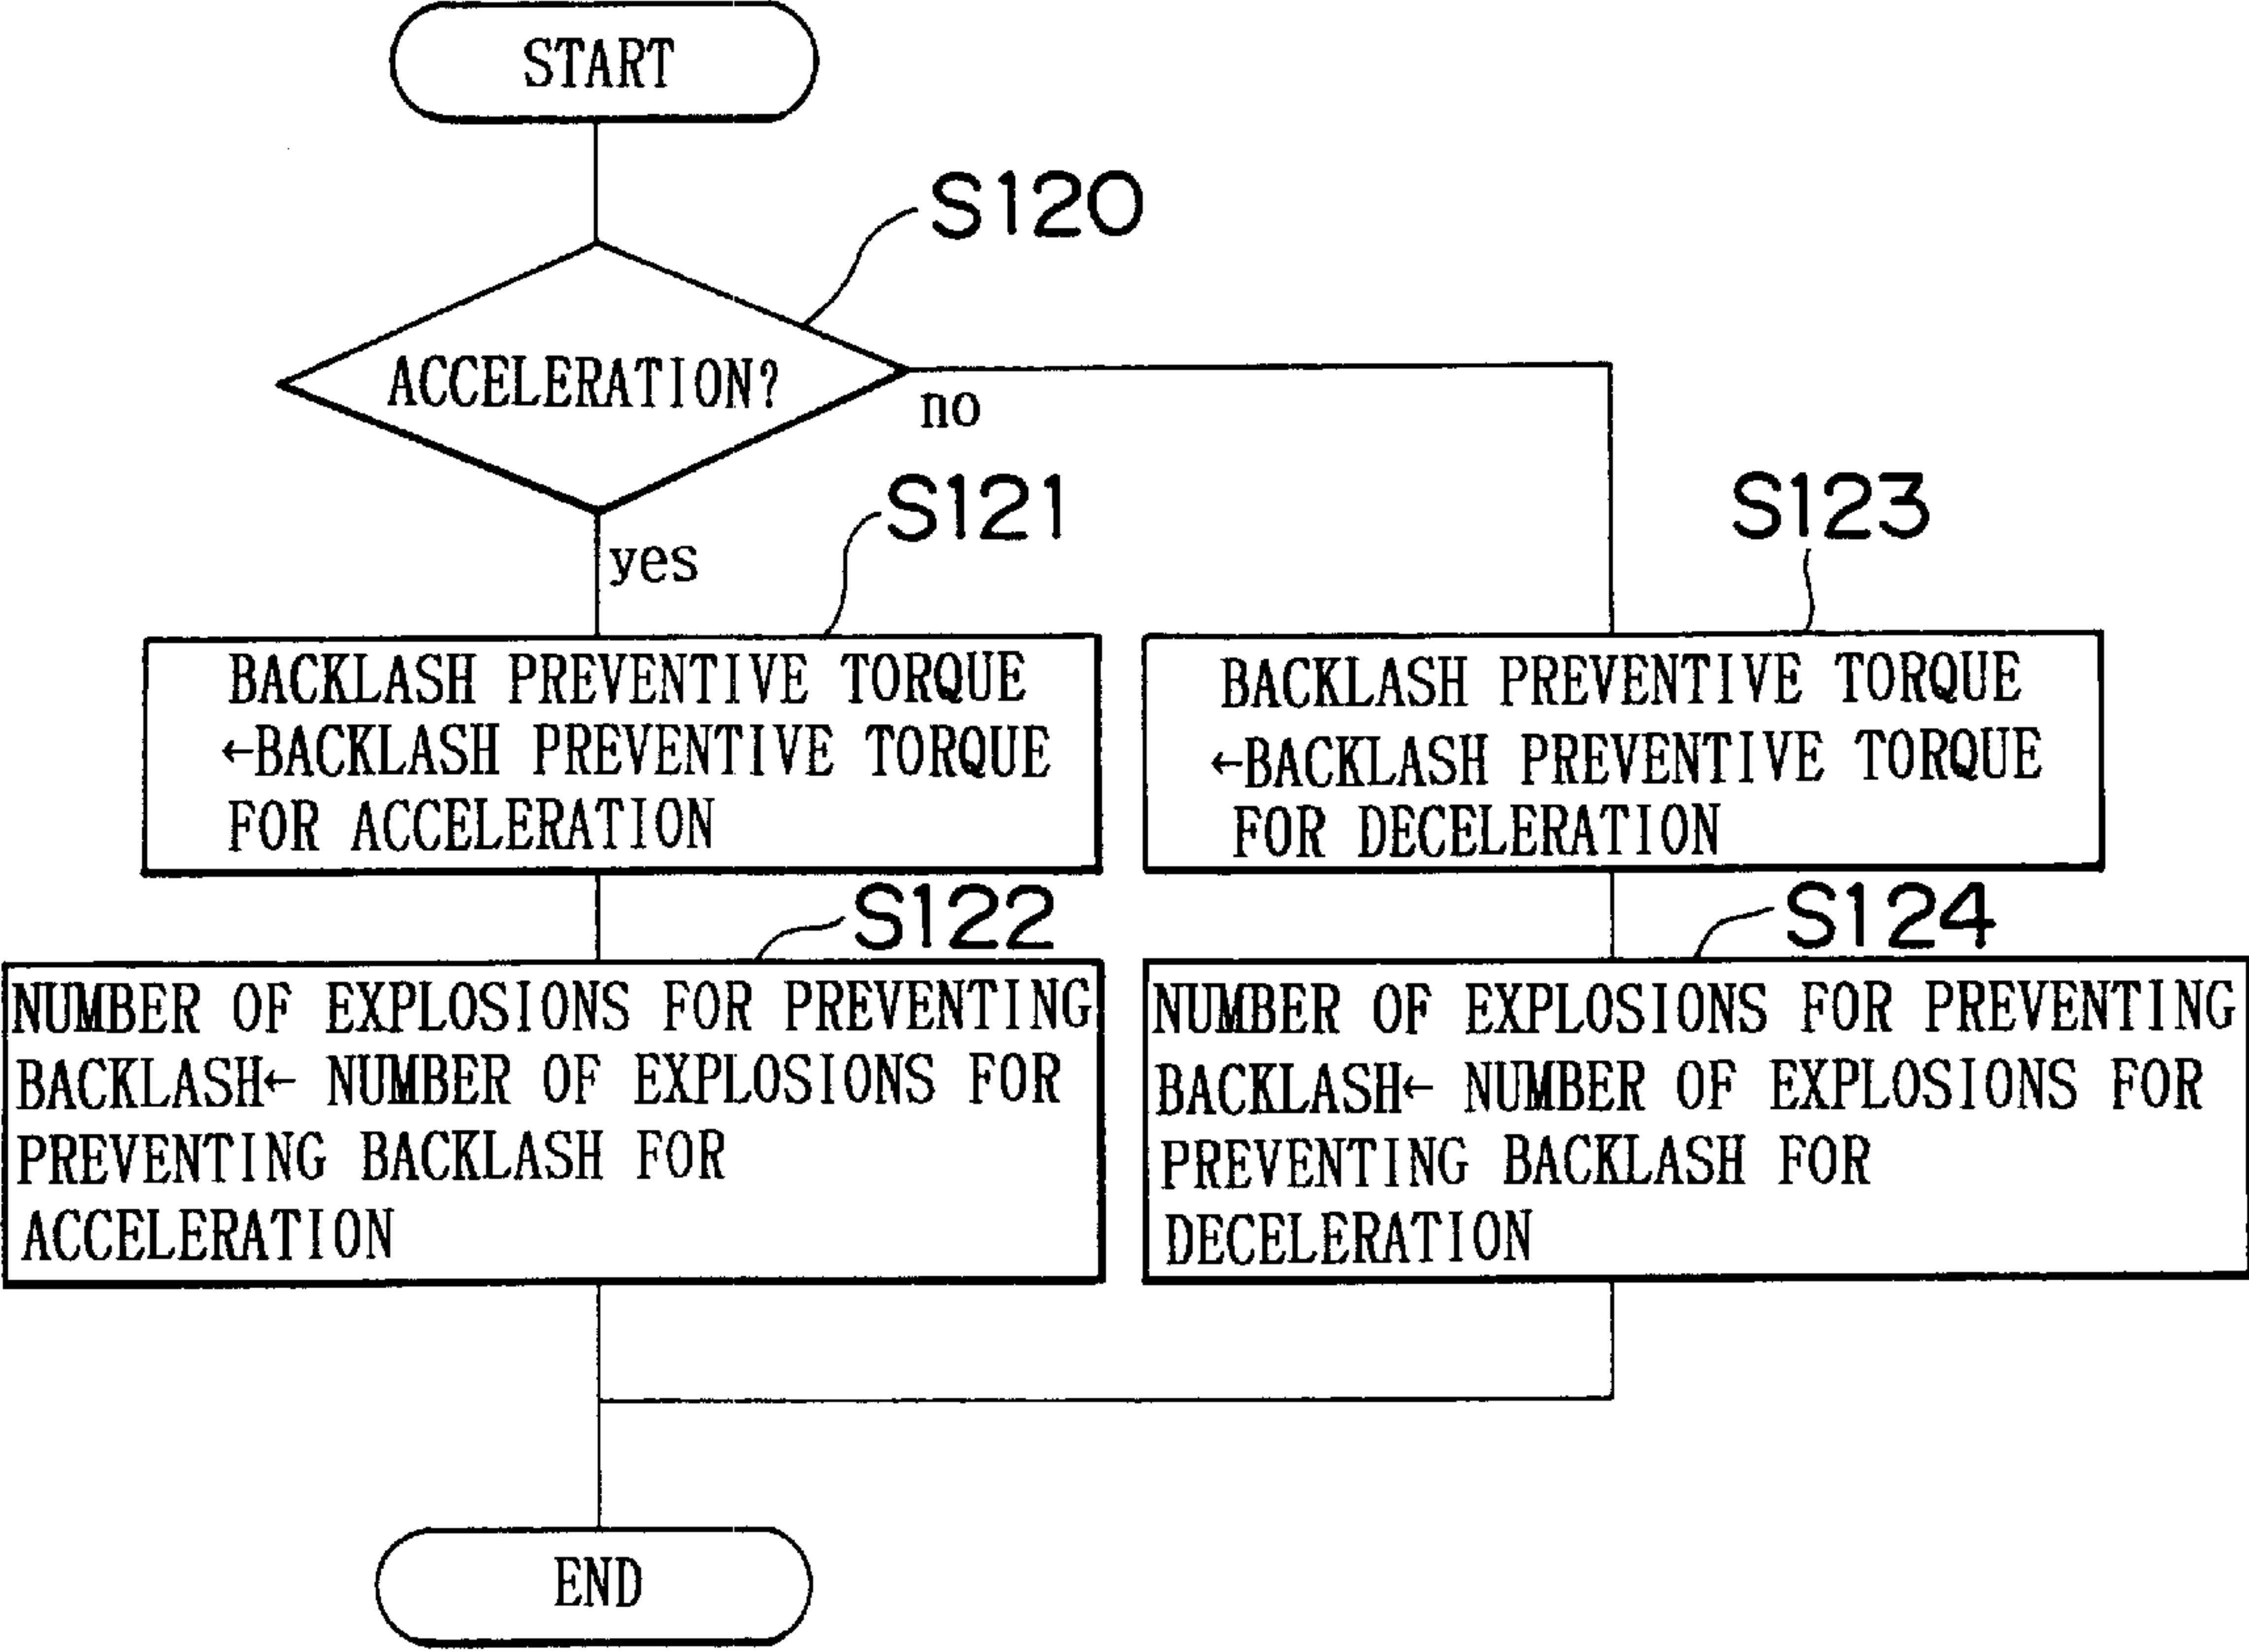 START
S120
ACCELERATION?
no
yes
S121
S123
BACKLASH PREVENTIVE TORQUE
←BACKLASH PREVENTIVE TORQUE
FOR ACCELERATION
BACKLASH PREVENTIVE TORQUE
←BACKLASH PREVENTIVE TORQUE
FOR DECELERATION
S122
S124
NUMBER OF EXPLOSIONS FOR PREVENTING
BACKLASH← NUMBER OF EXPLOSIONS FOR
PREVENTING BACKLASH FOR
ACCELERATION
NUMBER OF EXPLOSIONS FOR PREVENTING
BACKLASH← NUMBER OF EXPLOSIONS FOR
PREVENTING BACKLASH FOR
DECELERATION
END